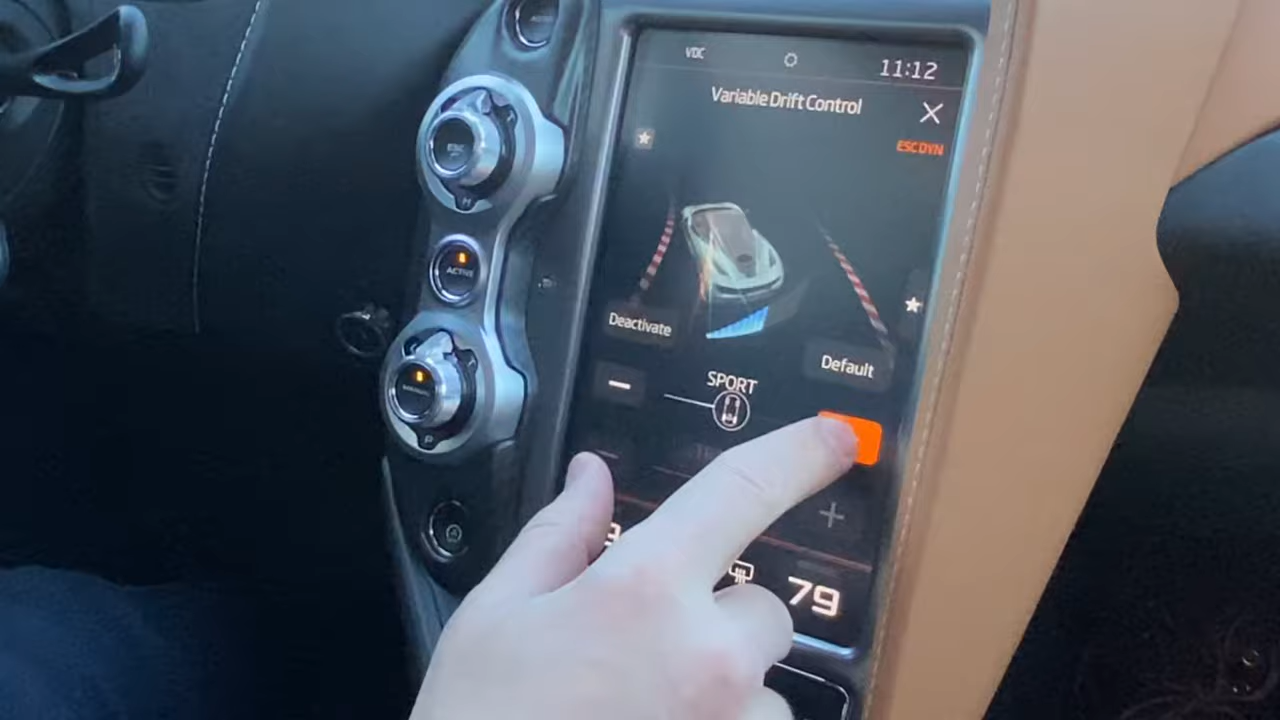 VDC
11:12
Variable Drift Control
ESC DYN
Deactivate
Default
SPORT
ESC
H
ACTIVE
P
79